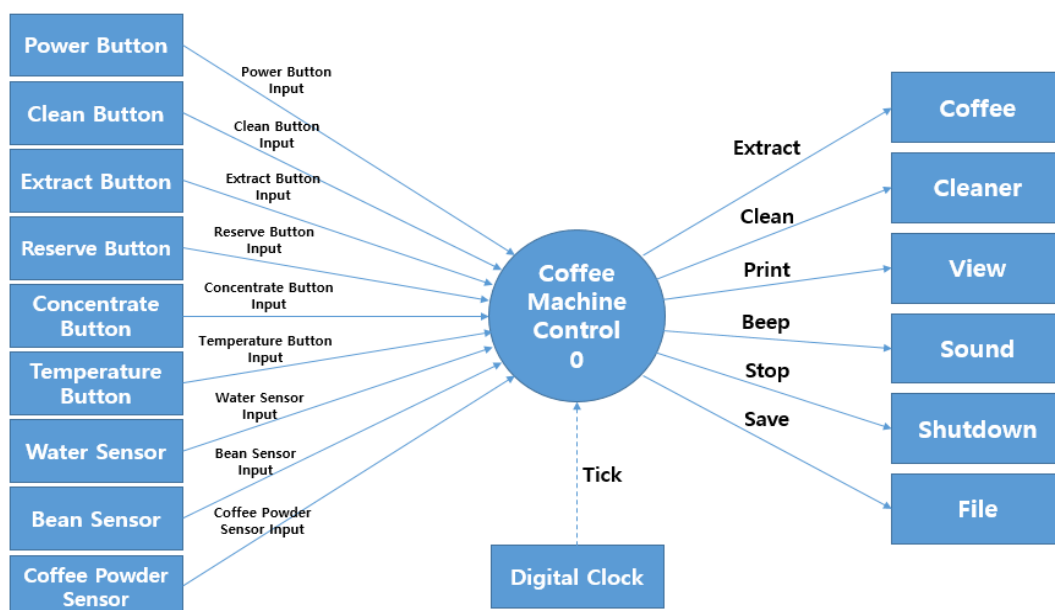 Power Button
Clean Button
Extract Button
Reserve Button
Concentrate
Button
Temperature
Button
Water Sensor
Bean Sensor
Coffee Powder
Sensor
Power Button
Input
Clean Button
Input
Extract Button
Input
Reserve Button
Input
Concentrate Button
Input
Temperature Button
Input
Water Sensor
Input
Bean Sensor
Input
Coffee Powder
Sensor Input
Coffee
Machine
Control
0
Tick
Digital Clock
Extract
Clean
Print
Beep
Stop
Save
Coffee
Cleaner
View
Sound
Shutdown
File